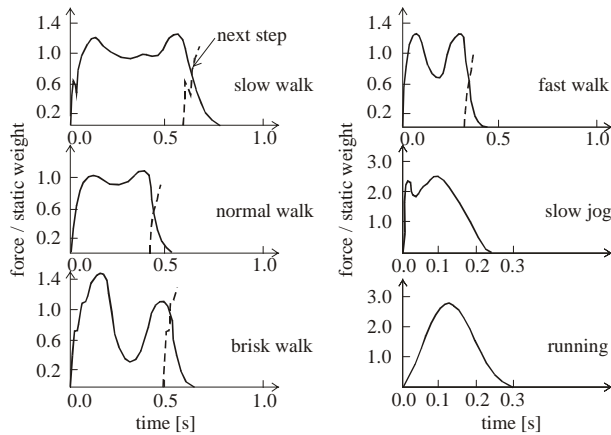 force / static weight
1.4
1.0
0.6
0.2
0.0
0.5
1.0
next step
slow walk
1.0
0.6
0.2
0.0
0.5
1.0
normal walk
1.4
1.0
0.6
0.2
0.0
0.5
1.0
brisk walk
time [s]
force / static weight
1.4
1.0
0.6
0.2
0.0
0.5
1.0
fast walk
3.0
2.0
1.0
0.0 0.1 0.2 0.3
slow jog
3.0
2.0
1.0
0.0 0.1 0.2 0.3
running
time [s]